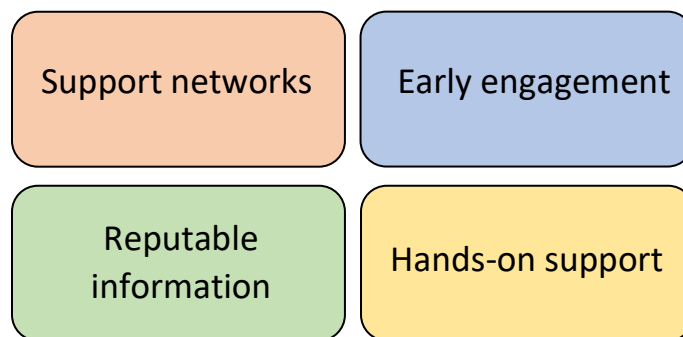 Support networks
Early engagement
Reputable
information
Hands-on support